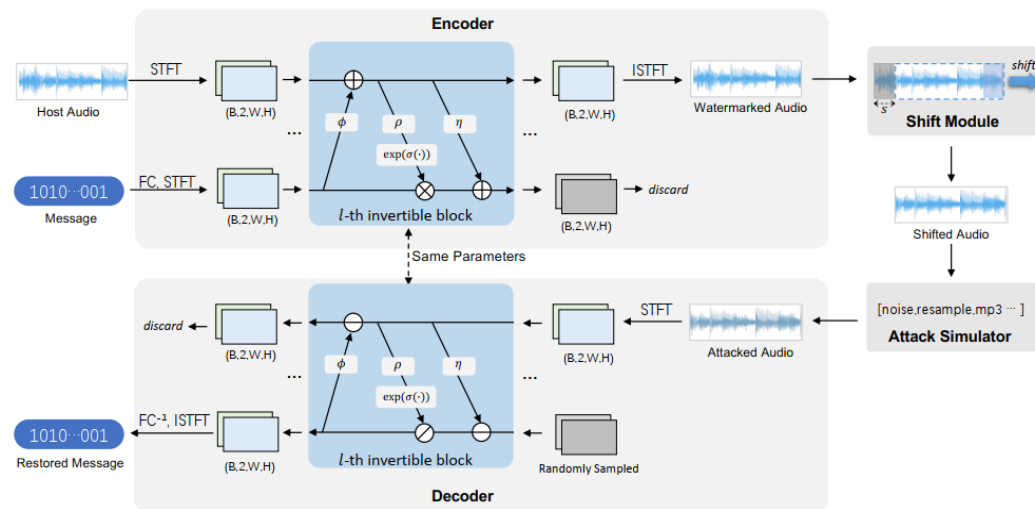 Encoder
STFT
Host Audio
(B,2,W,H)
...
ϕ
ρ
η
exp(σ(·))
l-th invertible block
(B,2,W,H)
...
ISTFT
Watermarked Audio
shift
s
Shift Module
1010···001
Message
FC, STFT
(B,2,W,H)
(B,2,W,H)
discard
Same Parameters
Shifted Audio
[noise,resample,mp3 ··· ]
Attack Simulator
discard
(B,2,W,H)
...
ϕ
ρ
η
exp(σ(·))
l-th invertible block
(B,2,W,H)
...
STFT
Attacked Audio
1010···001
Restored Message
FC⁻¹, ISTFT
(B,2,W,H)
Randomly Sampled
Decoder